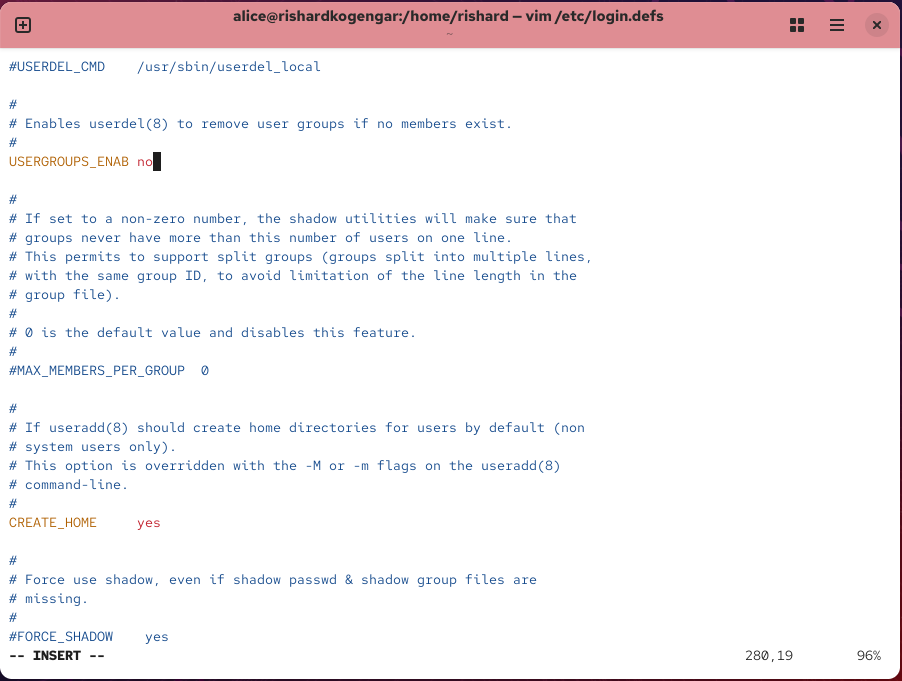 alice@rishardkogengar:/home/rishard — vim /etc/login.defs
~
#USERDEL_CMD    /usr/sbin/userdel_local
#
# Enables userdel(8) to remove user groups if no members exist.
#
USERGROUPS_ENAB no
#
# If set to a non-zero number, the shadow utilities will make sure that
# groups never have more than this number of users on one line.
# This permits to support split groups (groups split into multiple lines,
# with the same group ID, to avoid limitation of the line length in the
# group file).
#
# 0 is the default value and disables this feature.
#
#MAX_MEMBERS_PER_GROUP  0
#
# If useradd(8) should create home directories for users by default (non
# system users only).
# This option is overridden with the -M or -m flags on the useradd(8)
# command-line.
#
CREATE_HOME     yes
#
# Force use shadow, even if shadow passwd & shadow group files are
# missing.
#
#FORCE_SHADOW    yes
-- INSERT -- 280,19 96%